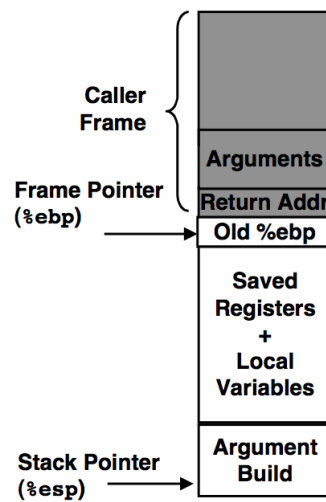 Caller
Frame
Arguments
Frame Pointer
(%ebp)
Return Addr
Old %ebp
Saved
Registers
+
Local
Variables
Stack Pointer
(%esp)
Argument
Build